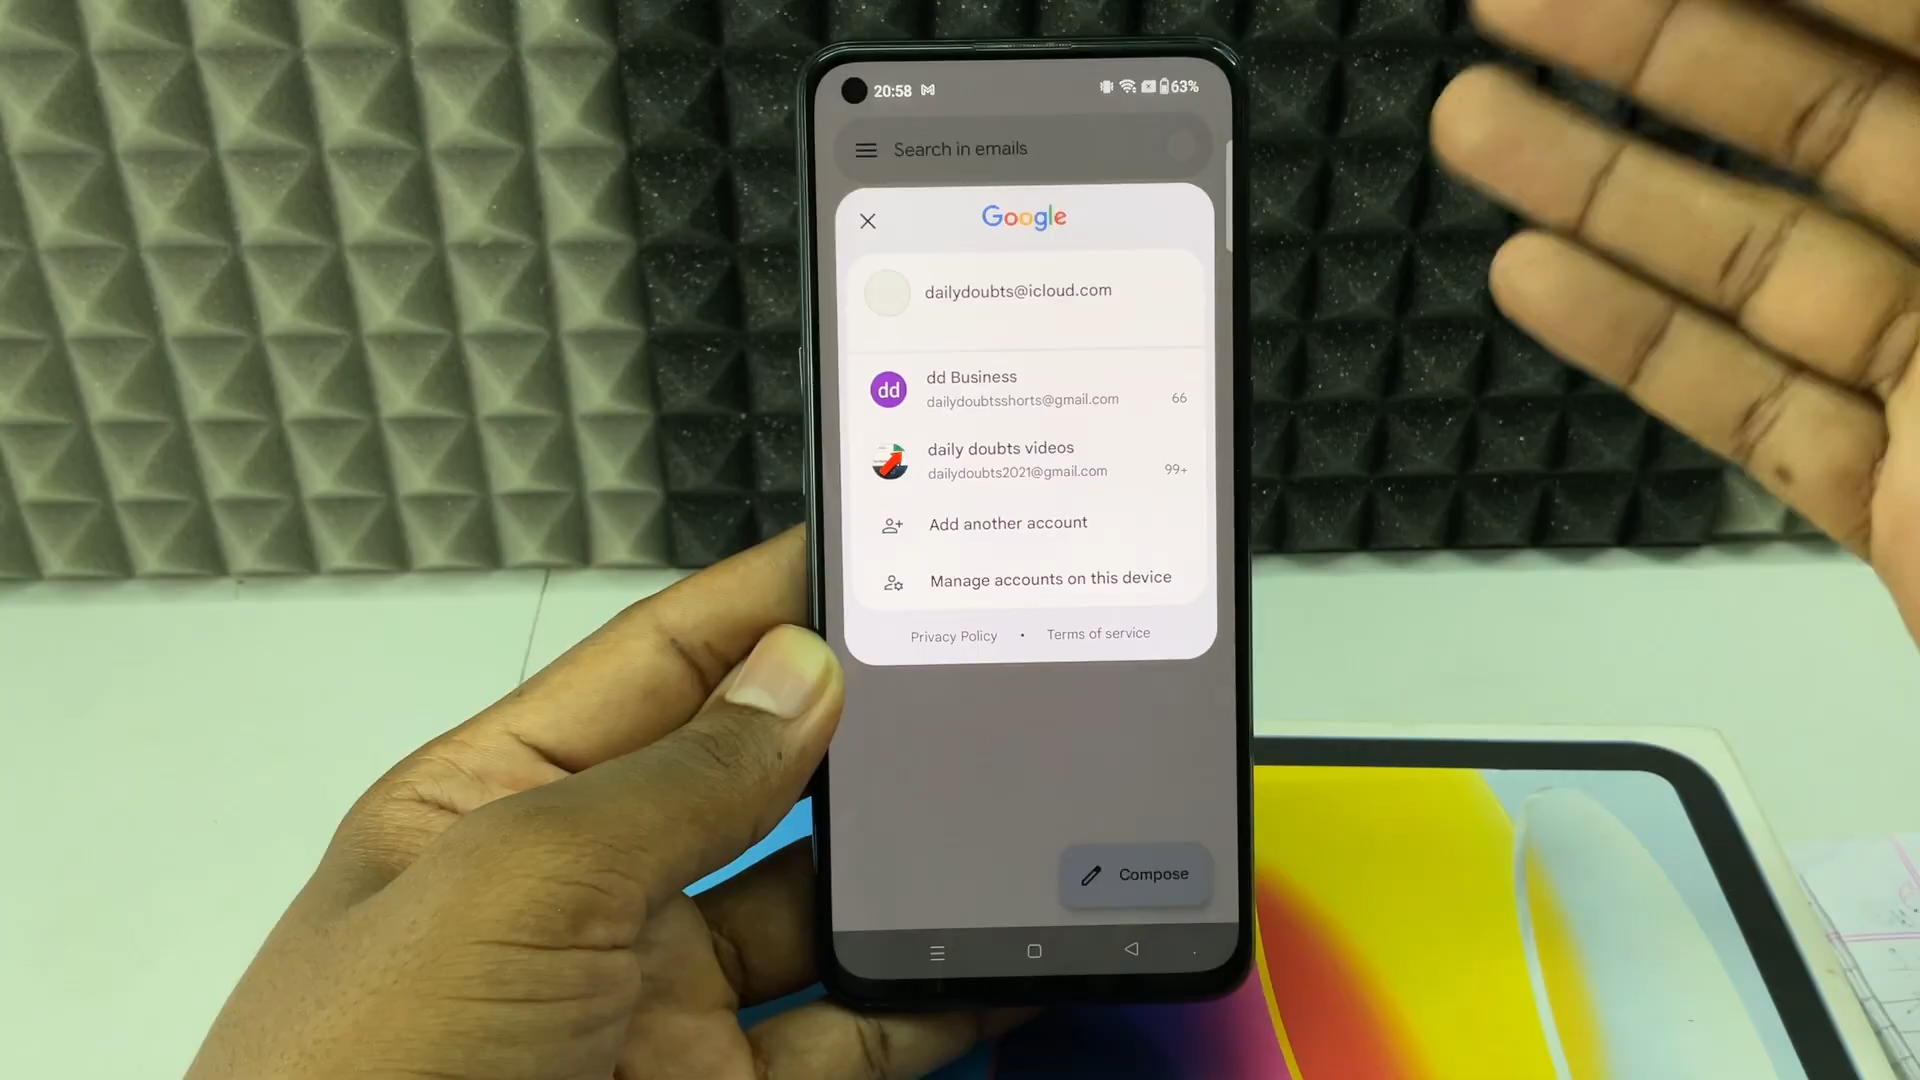 20:58 63%
Search in emails
Google
dailydoubts@icloud.com
dd
dd Business
dailydoubtsshorts@gmail.com 66
daily doubts videos
dailydoubts2021@gmail.com 99+
Add another account
Manage accounts on this device
Privacy Policy • Terms of service
Compose